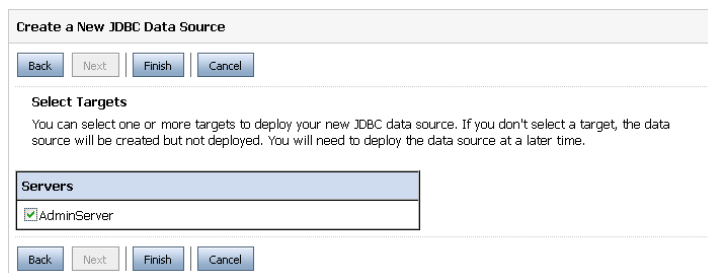 Create a New JDBC Data Source
Back Next Finish Cancel
Select Targets
You can select one or more targets to deploy your new JDBC data source. If you don't select a target, the data
source will be created but not deployed. You will need to deploy the data source at a later time.
Servers
AdminServer
Back Next Finish Cancel